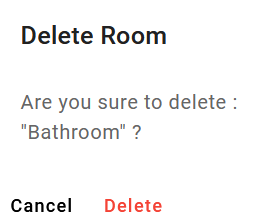 Delete Room
Are you sure to delete :
"Bathroom" ?
Cancel Delete